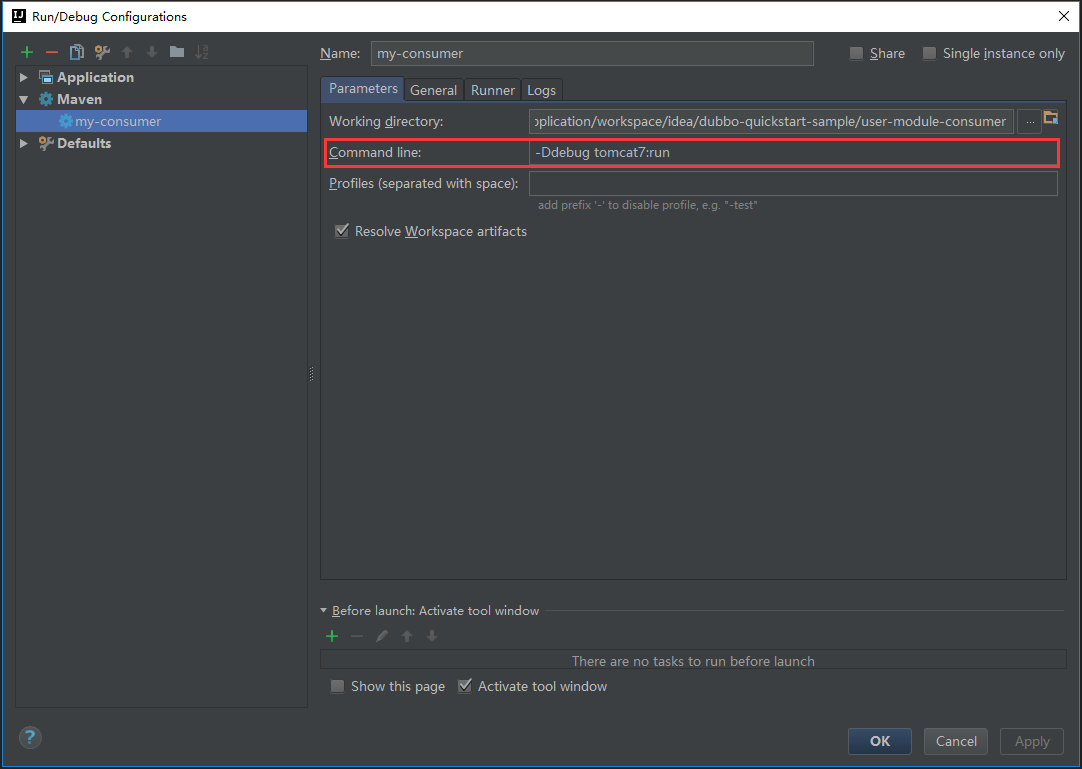 Run/Debug Configurations
Name: my-consumer Share Single instance only
Application
Maven
my-consumer
Defaults
Parameters General Runner Logs
Working directory: plication/workspace/idea/dubbo-quickstart-sample/user-module-consumer ...
Command line: -Ddebug tomcat7:run
Profiles (separated with space):
add prefix '-' to disable profile, e.g. "-test"
Resolve Workspace artifacts
Before launch: Activate tool window
There are no tasks to run before launch
Show this page Activate tool window
? OK Cancel Apply